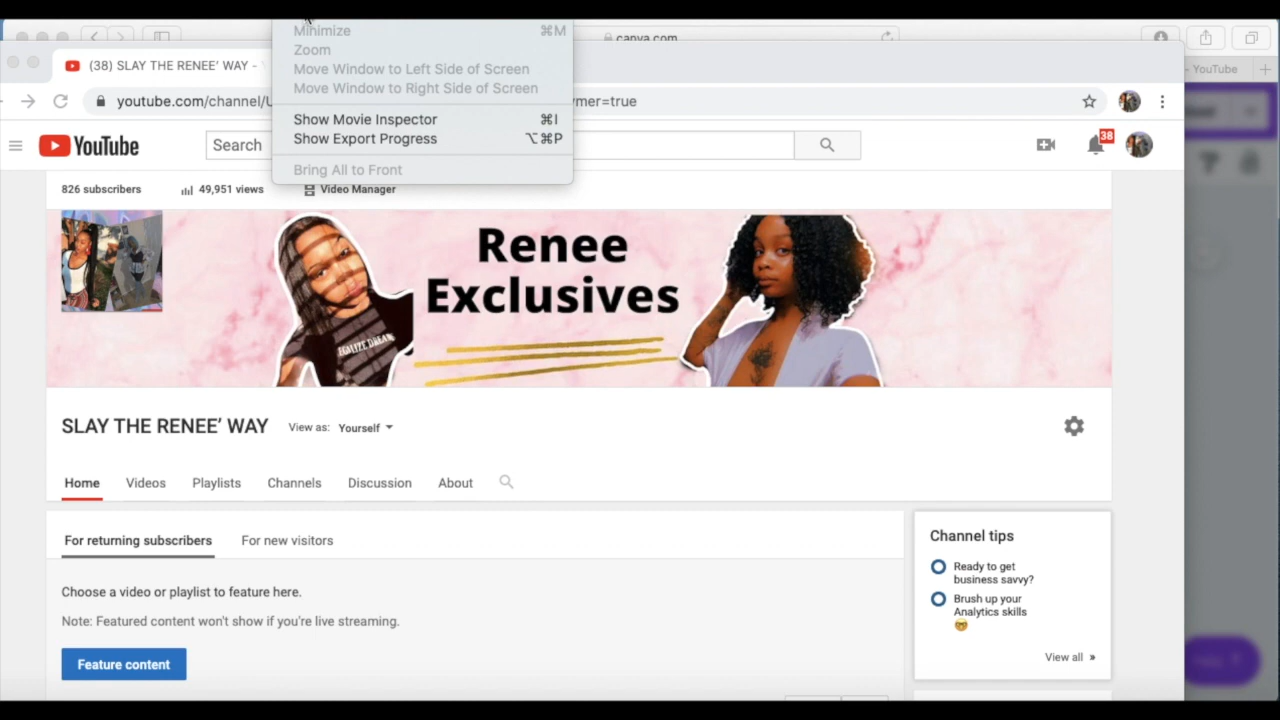 Minimize ⌘M
canva.com
Zoom
(38) SLAY THE RENEE' WAY -
Move Window to Left Side of Screen
- YouTube
Move Window to Right Side of Screen
youtube.com/channel/U
mer=true
Show Movie Inspector ⌘I
Show Export Progress ⌥⌘P
Bring All to Front
YouTube
Search
38
826 subscribers
49,951 views
Video Manager
Renee
Exclusives
EGALIZE DREAM
SLAY THE RENEE' WAY
View as: Yourself
Home
Videos
Playlists
Channels
Discussion
About
For returning subscribers
For new visitors
Choose a video or playlist to feature here.
Note: Featured content won't show if you're live streaming.
Feature content
Channel tips
Ready to get
business savvy?
Brush up your
Analytics skills
View all »